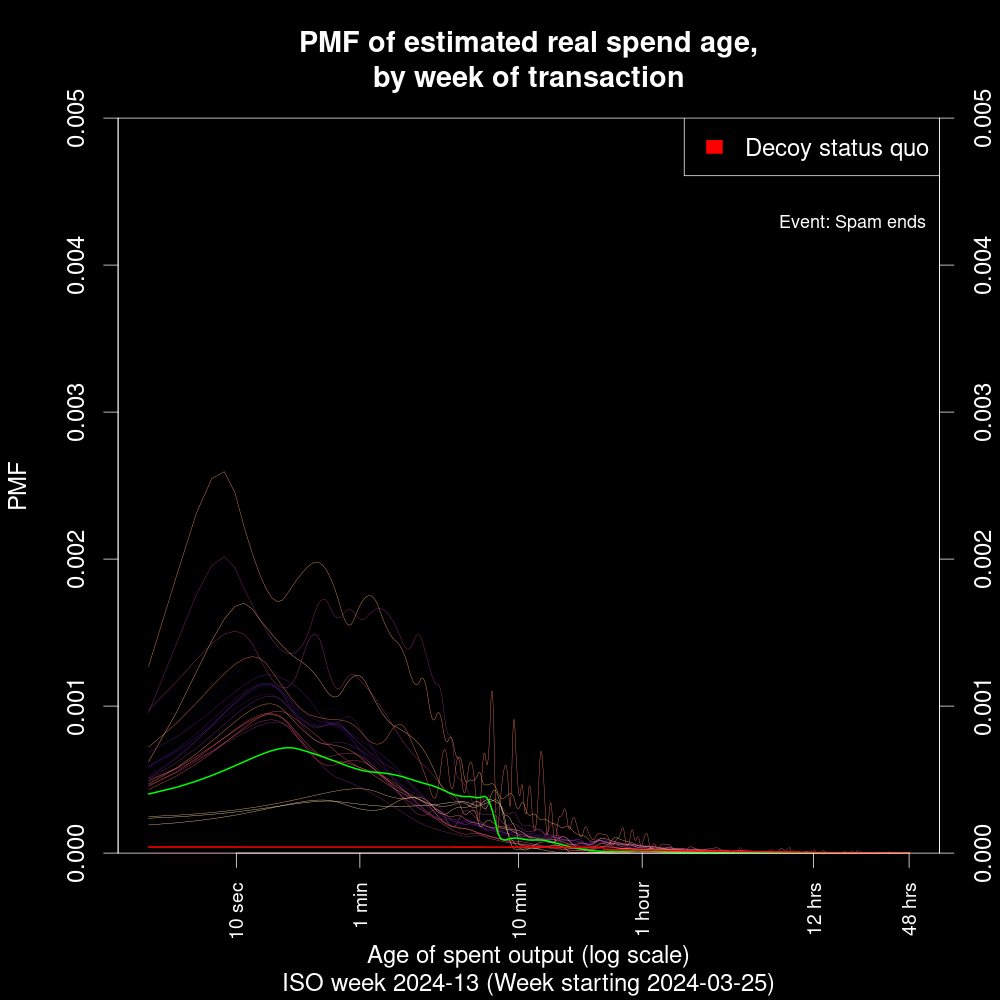 PMF of estimated real spend age,
by week of transaction
Decoy status quo
Event: Spam ends
PMF
0.005
0.004
0.003
0.002
0.001
0.000
0.005
0.004
0.003
0.002
0.001
0.000
10 sec
1 min
10 min
1 hour
12 hrs
48 hrs
Age of spent output (log scale)
ISO week 2024-13 (Week starting 2024-03-25)